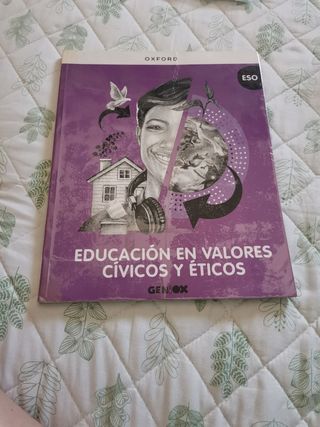 OXFORD
ESO
EDUCACIÓN EN VALORES
CÍVICOS Y ÉTICOS
GENiOX